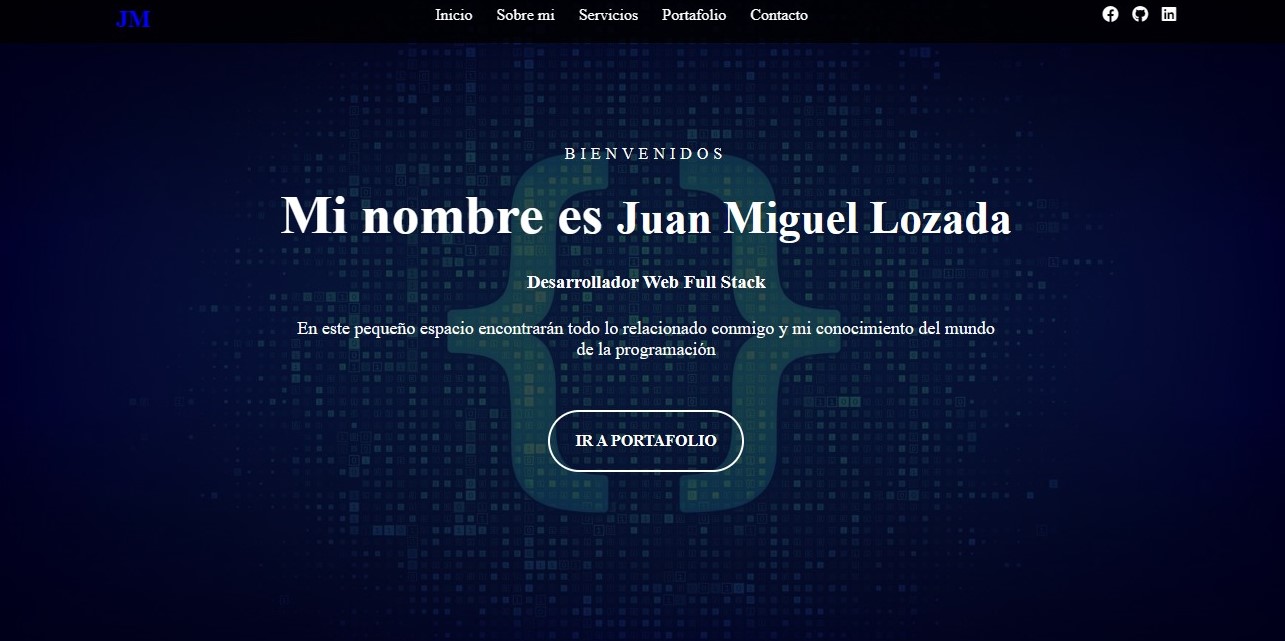 JM
Inicio Sobre mi Servicios Portafolio Contacto
BIENVENIDOS
Mi nombre es Juan Miguel Lozada
Desarrollador Web Full Stack
En este pequeño espacio encontrarán todo lo relacionado conmigo y mi conocimiento del mundo
de la programación
IR A PORTAFOLIO